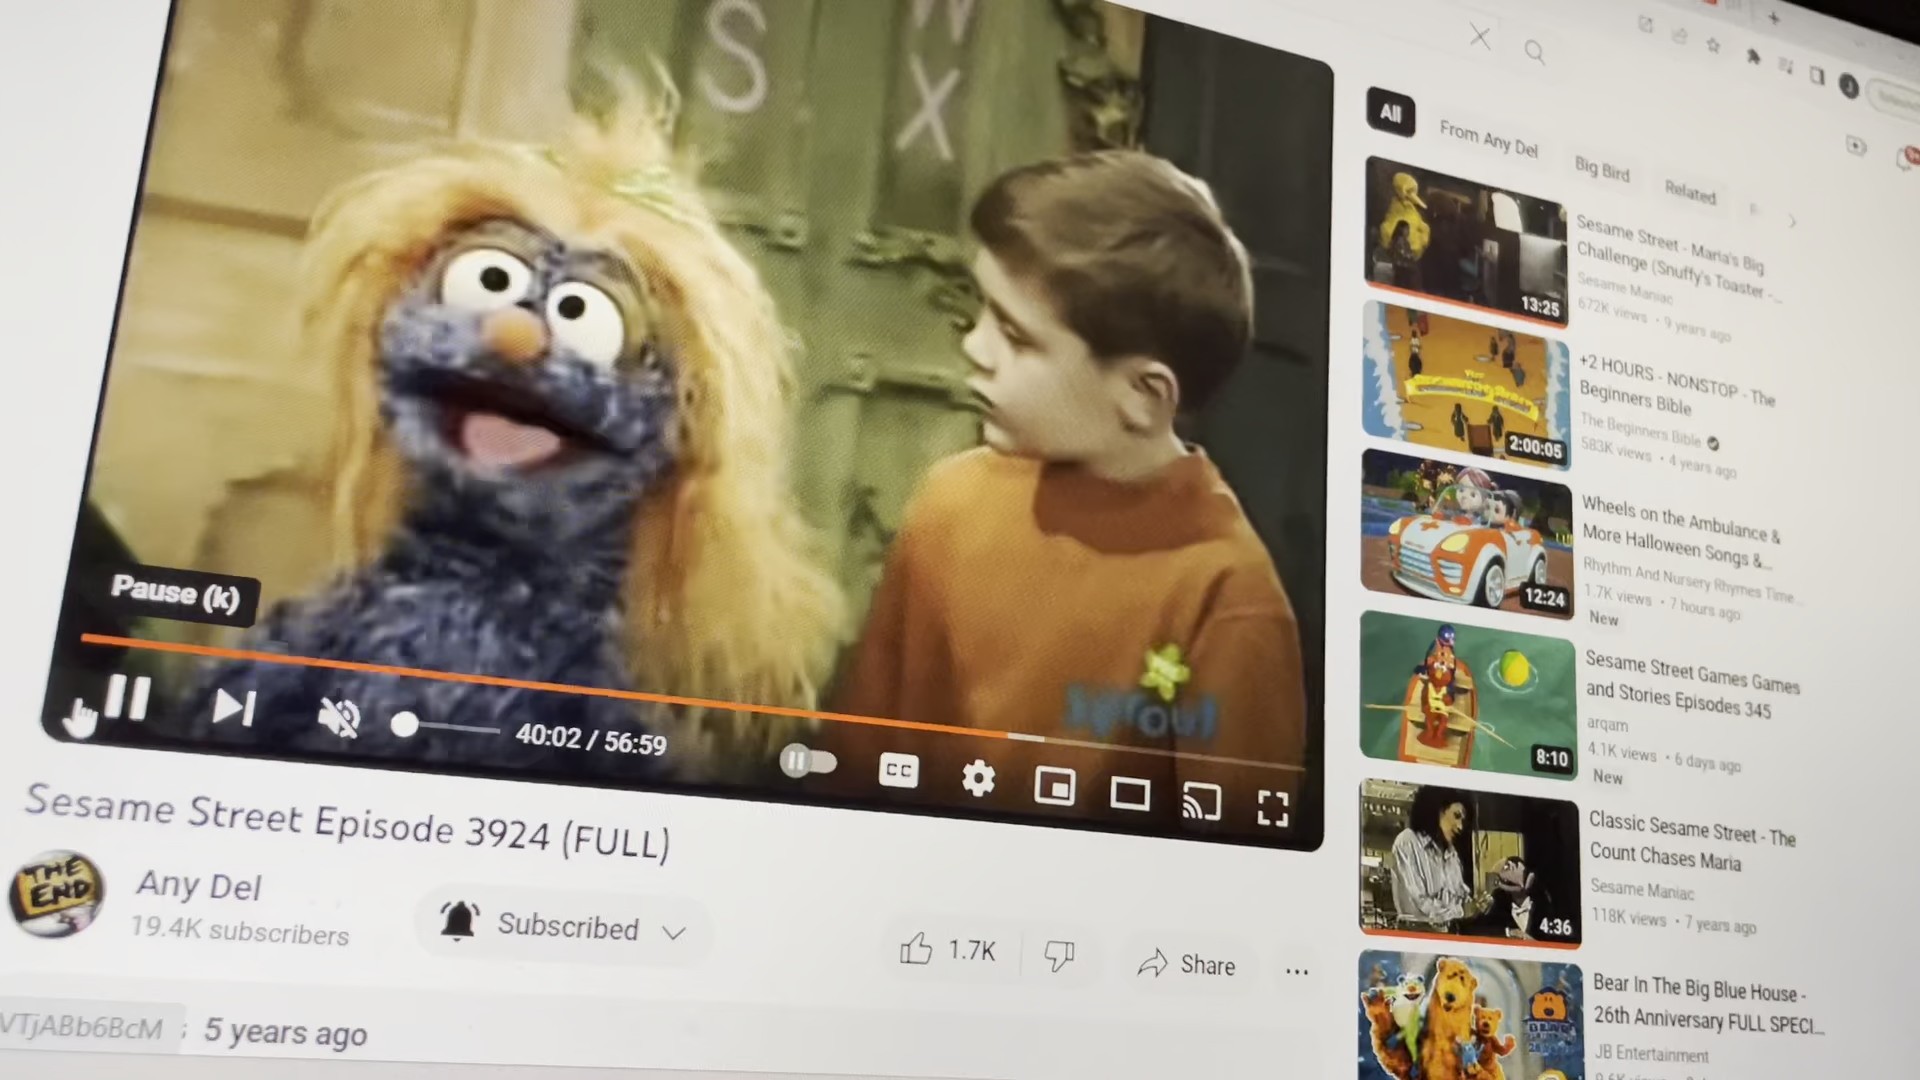 S
W
X
sprout
Pause (k)
40:02 / 56:59
CC
Sesame Street Episode 3924 (FULL)
THE
END
Any Del
19.4K subscribers
Subscribed
1.7K
Share
...
VTjABb6BcM
5 years ago
All
From Any Del
Big Bird
Related
13:25
Sesame Street - Maria's Big
Challenge (Snuffy's Toaster -...
Sesame Maniac
672K views • 9 years ago
2:00:05
+2 HOURS - NONSTOP - The
Beginners Bible
The Beginners Bible
583K views • 4 years ago
12:24
Wheels on the Ambulance &
More Halloween Songs &...
Rhythm And Nursery Rhymes Time...
1.7K views • 7 hours ago
New
8:10
Sesame Street Games Games
and Stories Episodes 345
arqam
4.1K views • 6 days ago
New
4:36
Classic Sesame Street - The
Count Chases Maria
Sesame Maniac
118K views • 7 years ago
Bear In The Big Blue House -
26th Anniversary FULL SPECI...
JB Entertainment